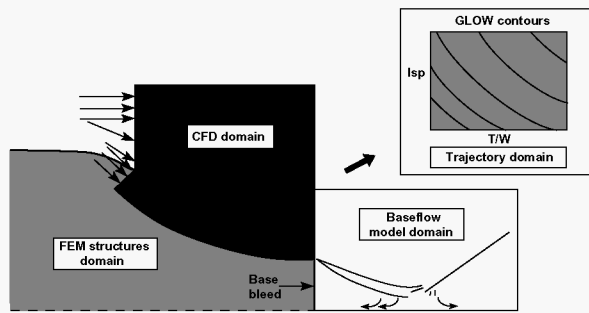 GLOW contours
Isp
T/W
Trajectory domain
CFD domain
Baseflow
model domain
FEM structures
domain
Base
bleed